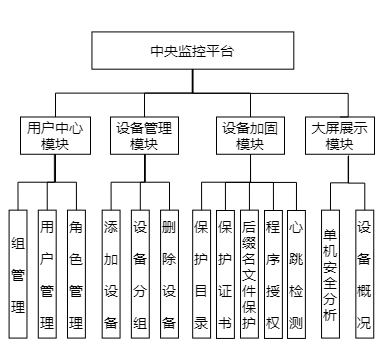 中央监控平台
用户中心
模块
设备管理
模块
设备加固
模块
大屏展示
模块
组管理
用户管理
角色管理
添加设备
设备分组
删除设备
保护目录
保护证书
后缀名文件保护
程序授权
心跳检测
单机安全分析
设备概况